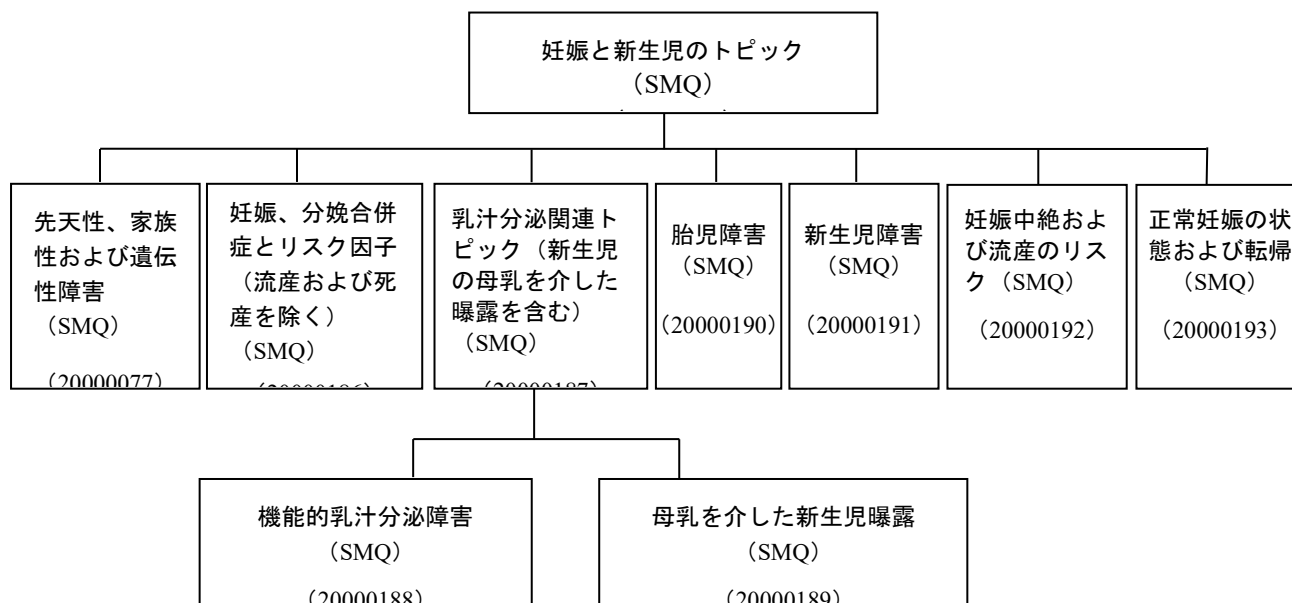 妊娠と新生児のトピック
（SMQ）
先天性、家族
性および遺伝
性障害
（SMQ）
（20000077）
妊娠、分娩合併
症とリスク因子
（流産および死
産を除く）
（SMQ）
乳汁分泌関連ト
ピック（新生児
の母乳を介した
曝露を含む）
（SMQ）
（20000187）
胎児障害
（SMQ）
（20000190）
新生児障害
（SMQ）
（20000191）
妊娠中絶およ
び流産のリス
ク（SMQ）
（20000192）
正常妊娠の状
態および転帰
（SMQ）
（20000193）
機能的乳汁分泌障害
（SMQ）
（20000188）
母乳を介した新生児曝露
（SMQ）
（20000189）